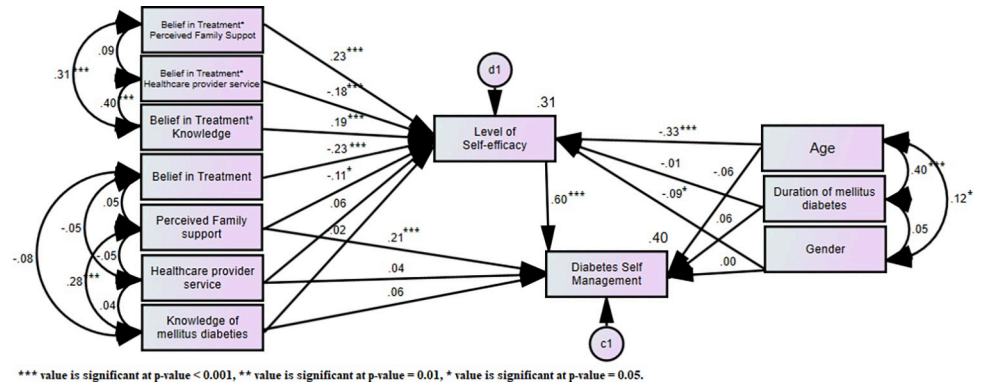 Belief in Treatment*
Perceived Family Suppot
Belief in Treatment*
Healthcare provider service
Belief in Treatment*
Knowledge
Belief in Treatment
Perceived Family
support
Healthcare provider
service
Knowledge of
mellitus diabeties
.09
.31***
.40***
.05
-.05
-.05
-.08
.28***
.04
.23***
-.18***
.19***
-.23***
-.11*
.06
.02
.21***
.04
.06
d1
.31
Level of
Self-efficacy
.60***
.40
Diabetes Self
Management
c1
-.33***
-.01
-.09*
-.06
.06
.00
Age
Duration of mellitus
diabetes
Gender
.40***
.12*
.05
*** value is significant at p-value < 0.001, ** value is significant at p-value = 0.01, * value is significant at p-value = 0.05.